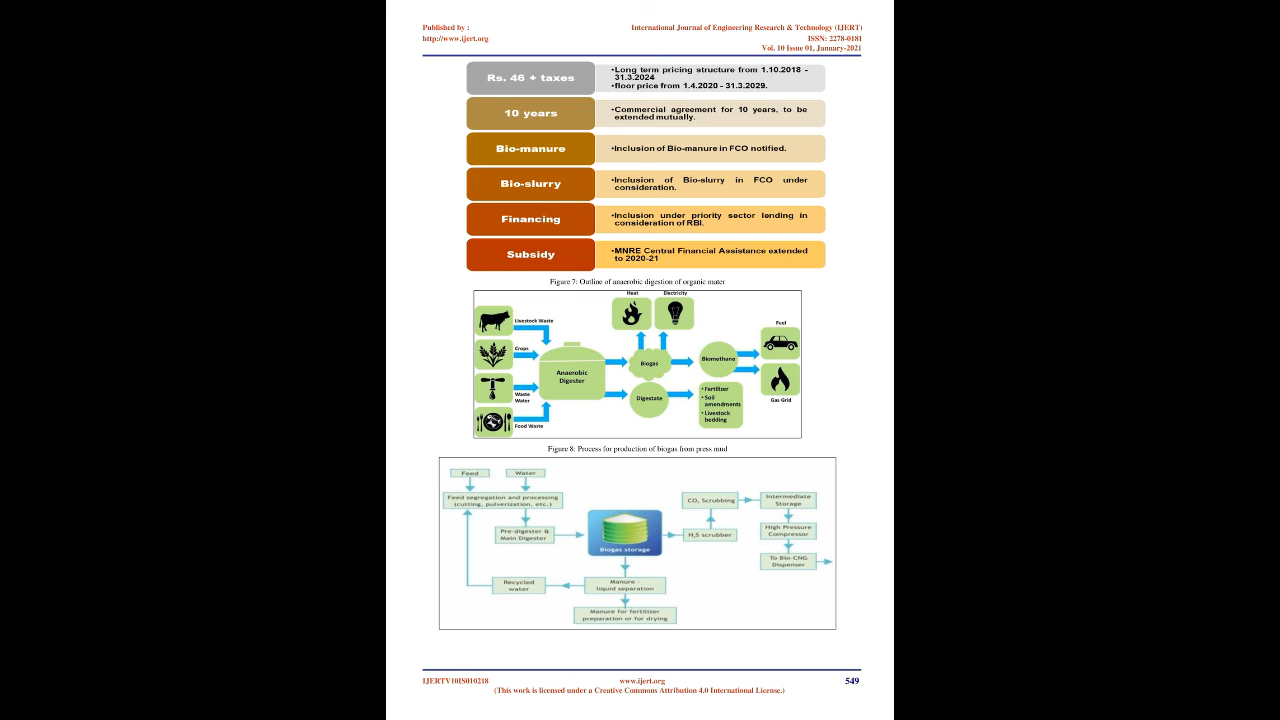 Published by :
http://www.ijert.org
International Journal of Engineering Research & Technology (IJERT)
ISSN: 2278-0181
Vol. 10 Issue 01, January-2021
Rs. 46 + taxes
•Long term pricing structure from 1.10.2018 -
31.3.2024
•floor price from 1.4.2020 - 31.3.2029.
10 years
•Commercial agreement for 10 years, to be
extended mutually.
Bio-manure
•Inclusion of Bio-manure in FCO notified.
Bio-slurry
•Inclusion of Bio-slurry in FCO under
consideration.
Financing
•Inclusion under priority sector lending in
consideration of RBI.
Subsidy
•MNRE Central Financial Assistance extended
to 2020-21
Figure 7: Outline of anaerobic digestion of organic mater
Heat
Electricity
Livestock Waste
Crops
Waste
Water
Food Waste
Anaerobic
Digester
Biogas
Digestate
Biomethane
• Fertilizer
• Soil
amendments
• Livestock
bedding
Fuel
Gas Grid
Figure 8: Process for production of biogas from press mud
Feed
Water
Feed segregation and processing
(cutting, pulverization, etc.)
Pre-digester &
Main Digester
Biogas storage
CO, Scrubbing
H,S scrubber
Intermediate
Storage
High Pressure
Compressor
To Bio-CNG
Dispenser
Recycled
water
Manure -
liquid separation
Manure for fertilizer
preparation or for drying
IJERTV10IS010218
www.ijert.org
549
(This work is licensed under a Creative Commons Attribution 4.0 International License.)